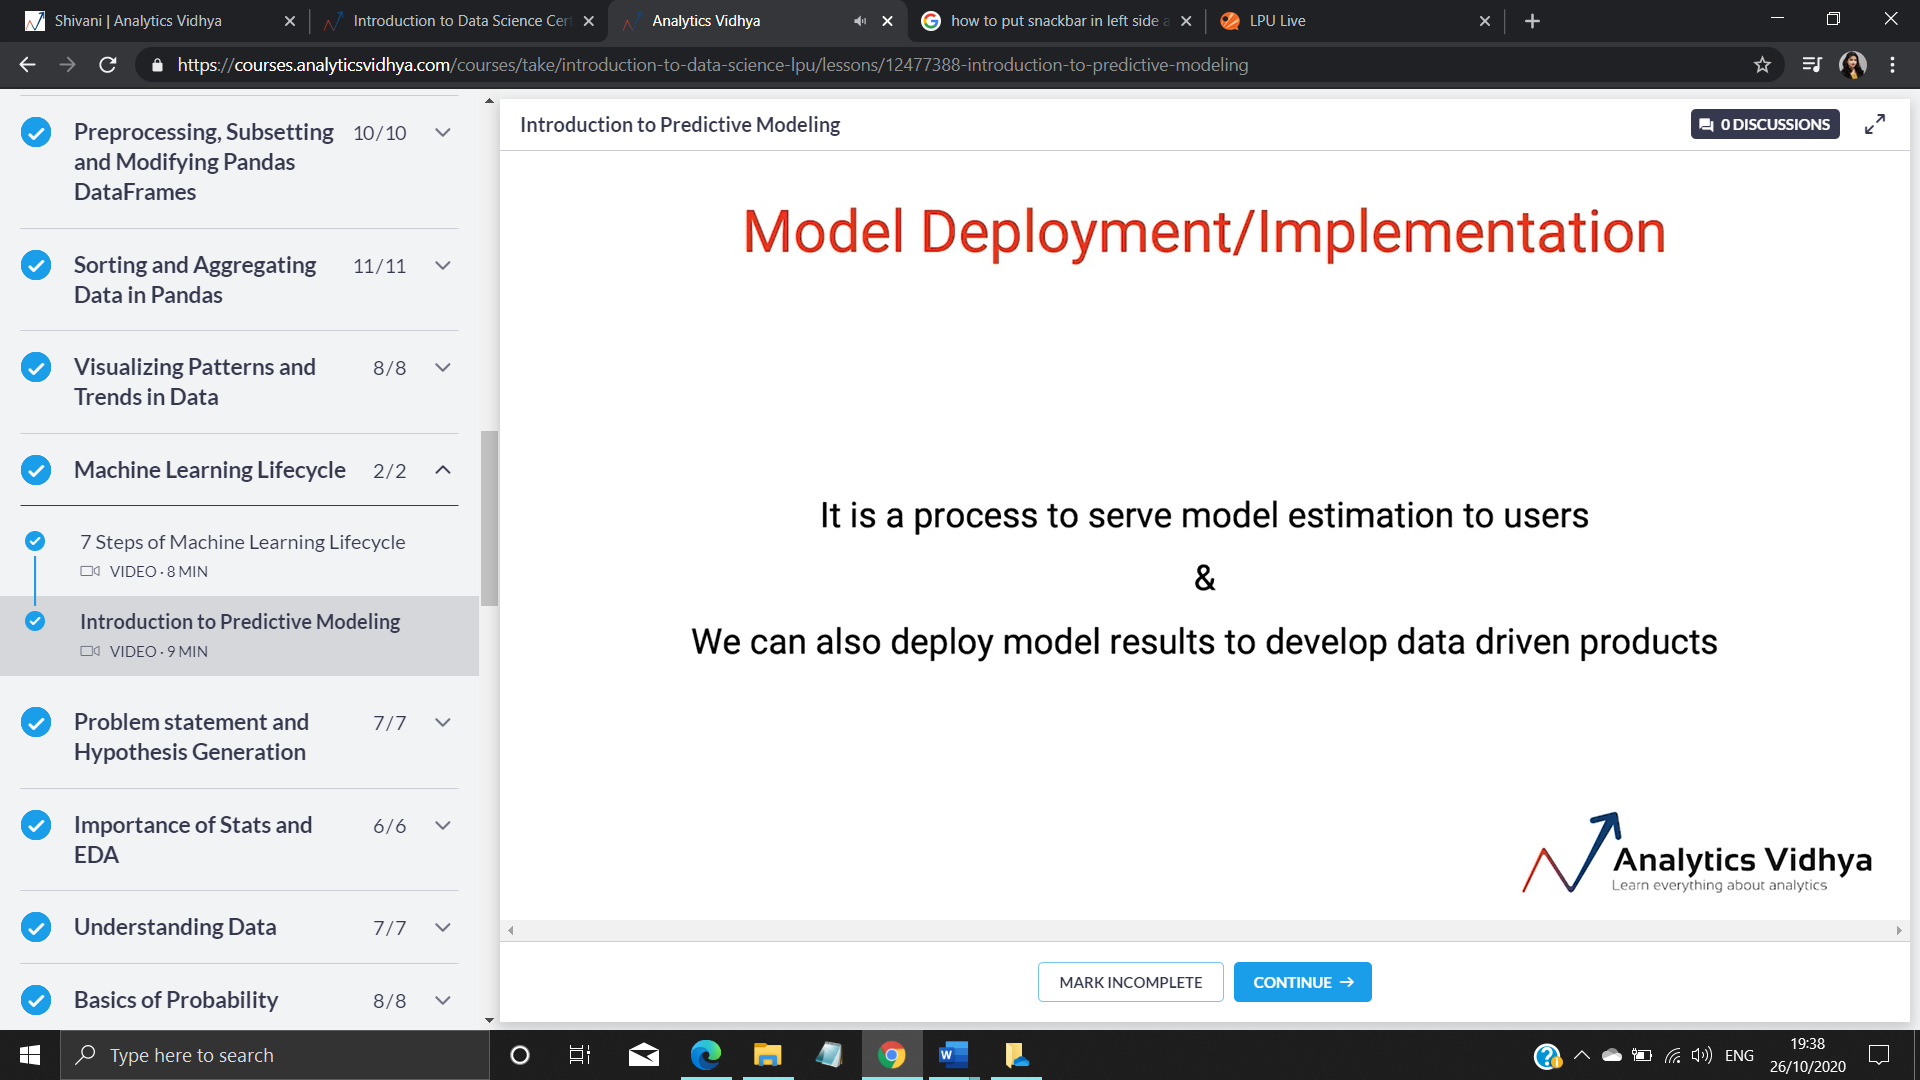 Shivani | Analytics Vidhya
Introduction to Data Science Cert
Analytics Vidhya
how to put snackbar in left side a
LPU Live
https://courses.analyticsvidhya.com/courses/take/introduction-to-data-science-lpu/lessons/12477388-introduction-to-predictive-modeling
Preprocessing, Subsetting 10/10
and Modifying Pandas
DataFrames
Sorting and Aggregating 11/11
Data in Pandas
Visualizing Patterns and 8/8
Trends in Data
Machine Learning Lifecycle 2/2
7 Steps of Machine Learning Lifecycle
VIDEO · 8 MIN
Introduction to Predictive Modeling
VIDEO · 9 MIN
Problem statement and 7/7
Hypothesis Generation
Importance of Stats and 6/6
EDA
Understanding Data 7/7
Basics of Probability 8/8
Introduction to Predictive Modeling
0 DISCUSSIONS
Model Deployment/Implementation
It is a process to serve model estimation to users
&
We can also deploy model results to develop data driven products
Analytics Vidhya
Learn everything about analytics
MARK INCOMPLETE
CONTINUE →
Type here to search
ENG
19:38
26/10/2020